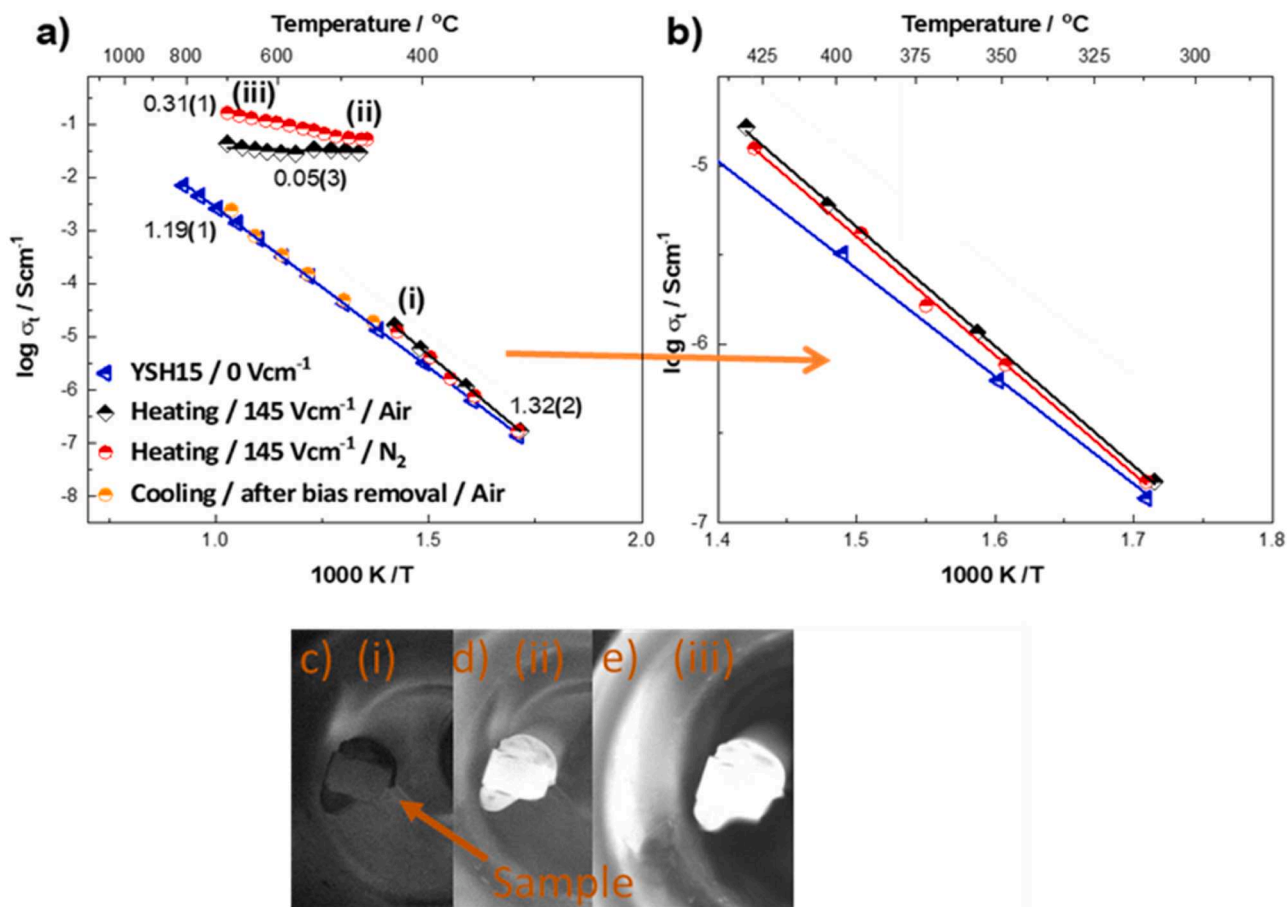 a)
Temperature / °C
1000 800 600 400
0.31(1)
(iii)
(ii)
0.05(3)
1.19(1)
(i)
1.32(2)
-1
-2
-3
-4
-5
-6
-7
-8
log σt / Scm-1
YSH15 / 0 Vcm-1
Heating / 145 Vcm-1 / Air
Heating / 145 Vcm-1 / N2
Cooling / after bias removal / Air
1.0 1.5 2.0
1000 K /T
b)
Temperature / °C
425 400 375 350 325 300
-5
-6
-7
log σt / Scm-1
1.4 1.5 1.6 1.7 1.8
1000 K /T
c) (i)
d) (ii)
e) (iii)
Sample